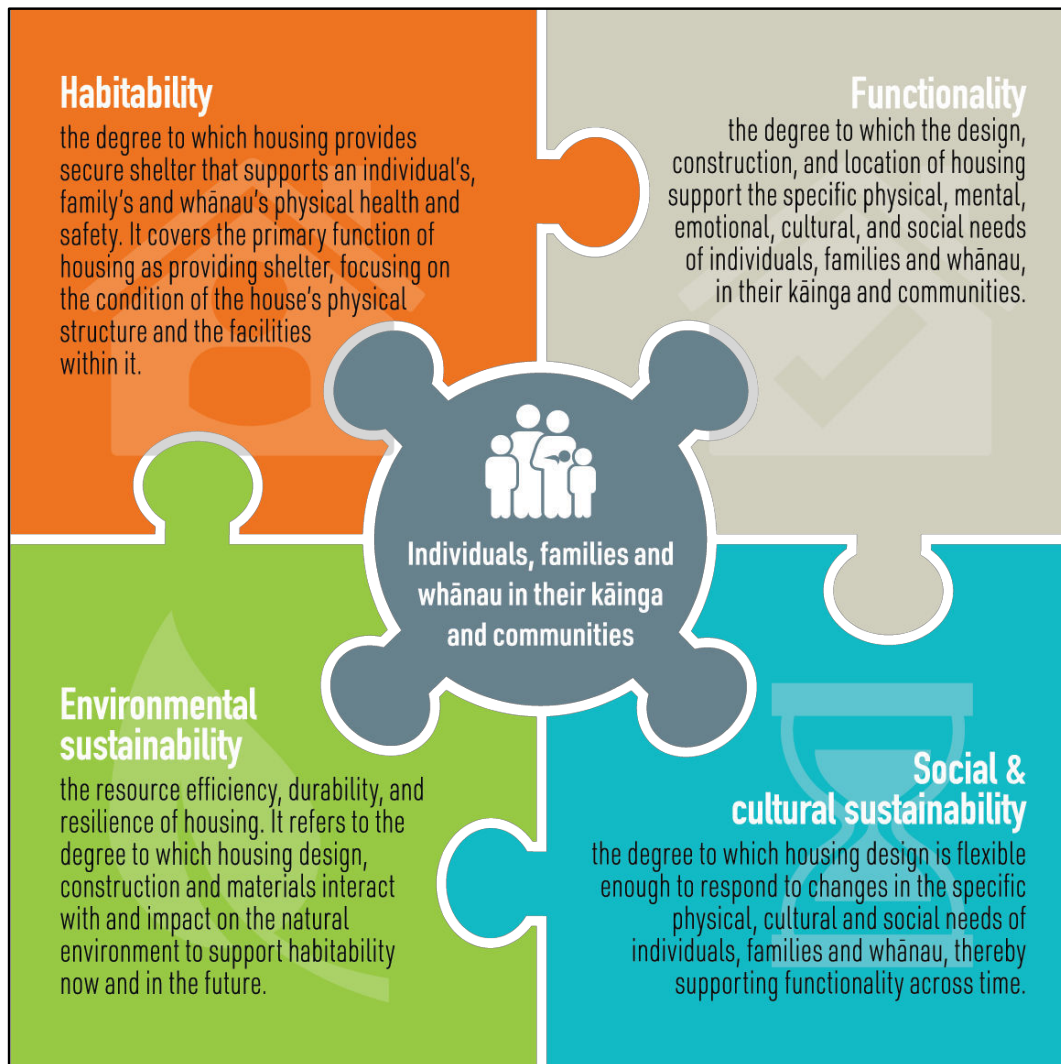 Habitability
the degree to which housing provides
secure shelter that supports an individual's,
family's and whānau's physical health and
safety. It covers the primary function of
housing as providing shelter, focusing on
the condition of the house's physical
structure and the facilities
within it.
Functionality
the degree to which the design,
construction, and location of housing
support the specific physical, mental,
emotional, cultural, and social needs
of individuals, families and whānau,
in their kāinga and communities.
Individuals, families and
whānau in their kāinga
and communities
Environmental
sustainability
the resource efficiency, durability, and
resilience of housing. It refers to the
degree to which housing design,
construction and materials interact
with and impact on the natural
environment to support habitability
now and in the future.
Social &
cultural sustainability
the degree to which housing design is flexible
enough to respond to changes in the specific
physical, cultural and social needs of
individuals, families and whānau, thereby
supporting functionality across time.